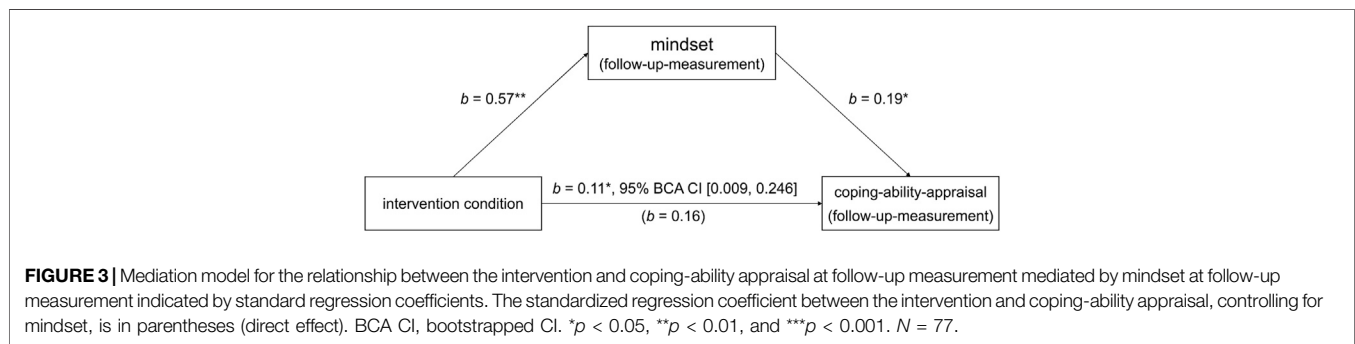 mindset
(follow-up-measurement)
b = 0.57**
b = 0.19*
intervention condition
b = 0.11*, 95% BCA CI [0.009, 0.246]
(b = 0.16)
coping-ability-appraisal
(follow-up-measurement)
FIGURE 3 | Mediation model for the relationship between the intervention and coping-ability appraisal at follow-up measurement mediated by mindset at follow-up
measurement indicated by standard regression coefficients. The standardized regression coefficient between the intervention and coping-ability appraisal, controlling for
mindset, is in parentheses (direct effect). BCA CI, bootstrapped CI. *p < 0.05, **p < 0.01, and ***p < 0.001. N = 77.